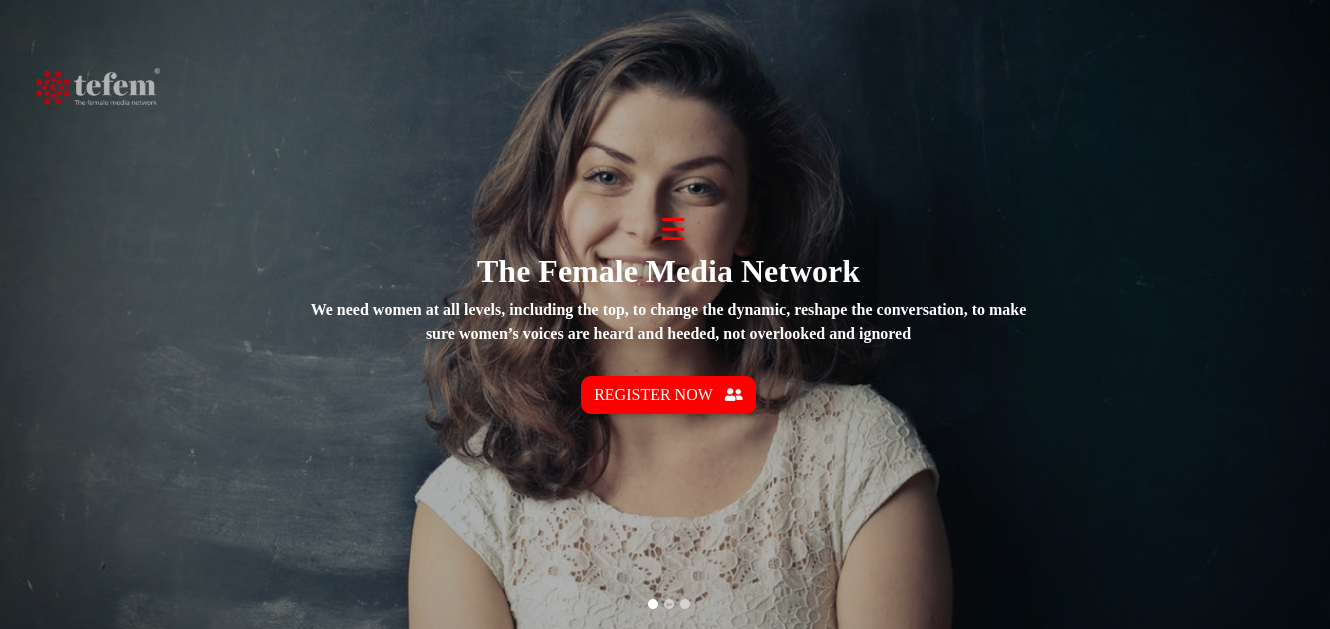 tefem®
The female media network
The Female Media Network
We need women at all levels, including the top, to change the dynamic, reshape the conversation, to make
sure women’s voices are heard and heeded, not overlooked and ignored
REGISTER NOW